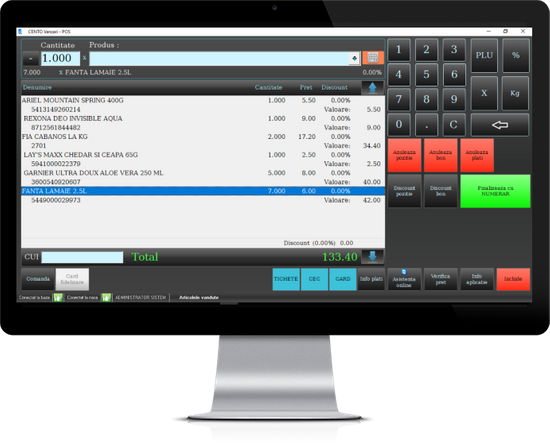 CENTO Vanzari - POS
Cantitate Produs :
- 1.000 x
7.000 x FANTA LAMAIE 2.5L 0.00%
Denumire Cantitate Pret Discount
ARIEL MOUNTAIN SPRING 400G 1.000 5.50 0.00%
5413149260214 Valoare: 5.50
REXONA DEO INVISIBLE AQUA 1.000 9.00 0.00%
8712561844482 Valoare: 9.00
FIA CABANOS LA KG 2.000 17.20 0.00%
2701 Valoare: 34.40
LAY'S MAXX CHEDAR SI CEAPA 65G 1.000 2.50 0.00%
5941000022379 Valoare: 2.50
GARNIER ULTRA DOUX ALOE VERA 250 ML 5.000 8.00 0.00%
3600540920607 Valoare: 40.00
FANTA LAMAIE 2.5L 7.000 6.00 0.00%
5449000029973 Valoare: 42.00
Discount (0.00%) 0.00
CUI Total 133.40
1 2 3 PLU %
4 5 6
7 8 9 X Kg
0 . C
Anuleaza pozitie
Anuleaza bon
Anuleaza plati
Discount pozitie
Discount bon
Finalizeaza cu NUMERAR
Comanda
Card fidelizare
TICHETE CEC CARD Info plati
Asistenta online
Verifica pret
Info aplicatie
Inchide
Conectat la baza Conectat la casa ADMINISTRATOR SISTEM Articolele vandute